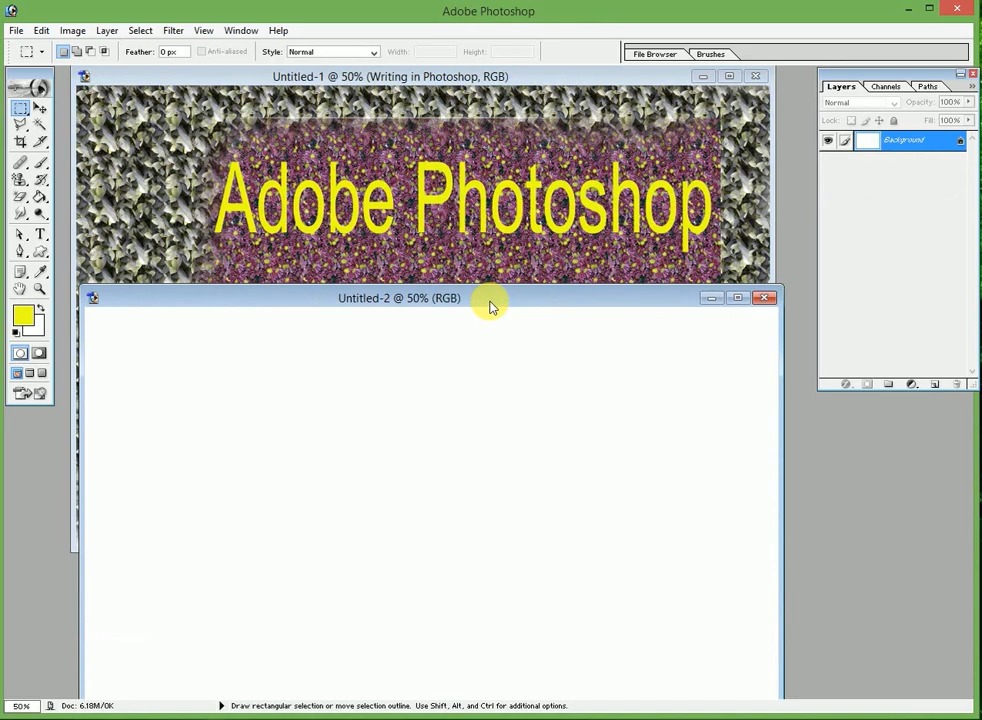 Adobe Photoshop
File Edit Image Layer Select Filter View Window Help
Feather: 0 px Anti-aliased Style: Normal Width: Height: File Browser Brushes
Untitled-1 @ 50% (Writing in Photoshop, RGB)
Layers Channels Paths
Normal Opacity: 100%
Lock: Fill: 100%
Background
Adobe Photoshop
Untitled-2 @ 50% (RGB)
50% Doc: 6.18M/0K Draw rectangular selection or move selection outline. Use Shift, Alt, and Ctrl for additional options.